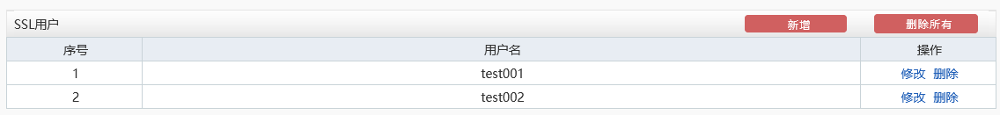 SSL用户 新增 删除所有
序号 用户名 操作
1 test001 修改 删除
2 test002 修改 删除